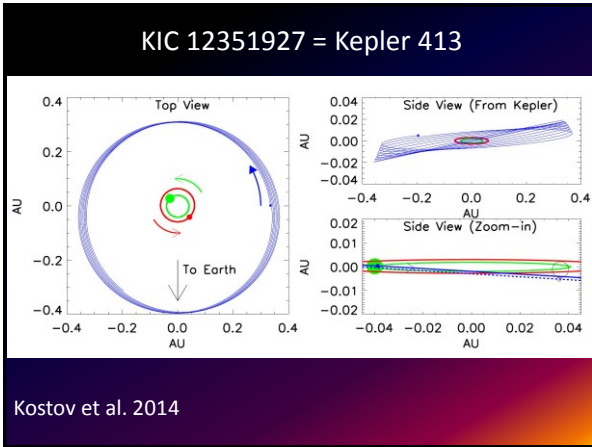 KIC 12351927 = Kepler 413
Top View
0.4
0.2
0.0
−0.2
−0.4
AU
−0.4 −0.2 0.0 0.2 0.4
AU
To Earth
Side View (From Kepler)
0.04
0.02
0.00
−0.02
−0.04
AU
−0.4 −0.2 0.0 0.2 0.4
AU
Side View (Zoom−in)
0.02
0.01
0.00
−0.01
−0.02
AU
−0.04 −0.02 0.00 0.02 0.04
AU
Kostov et al. 2014